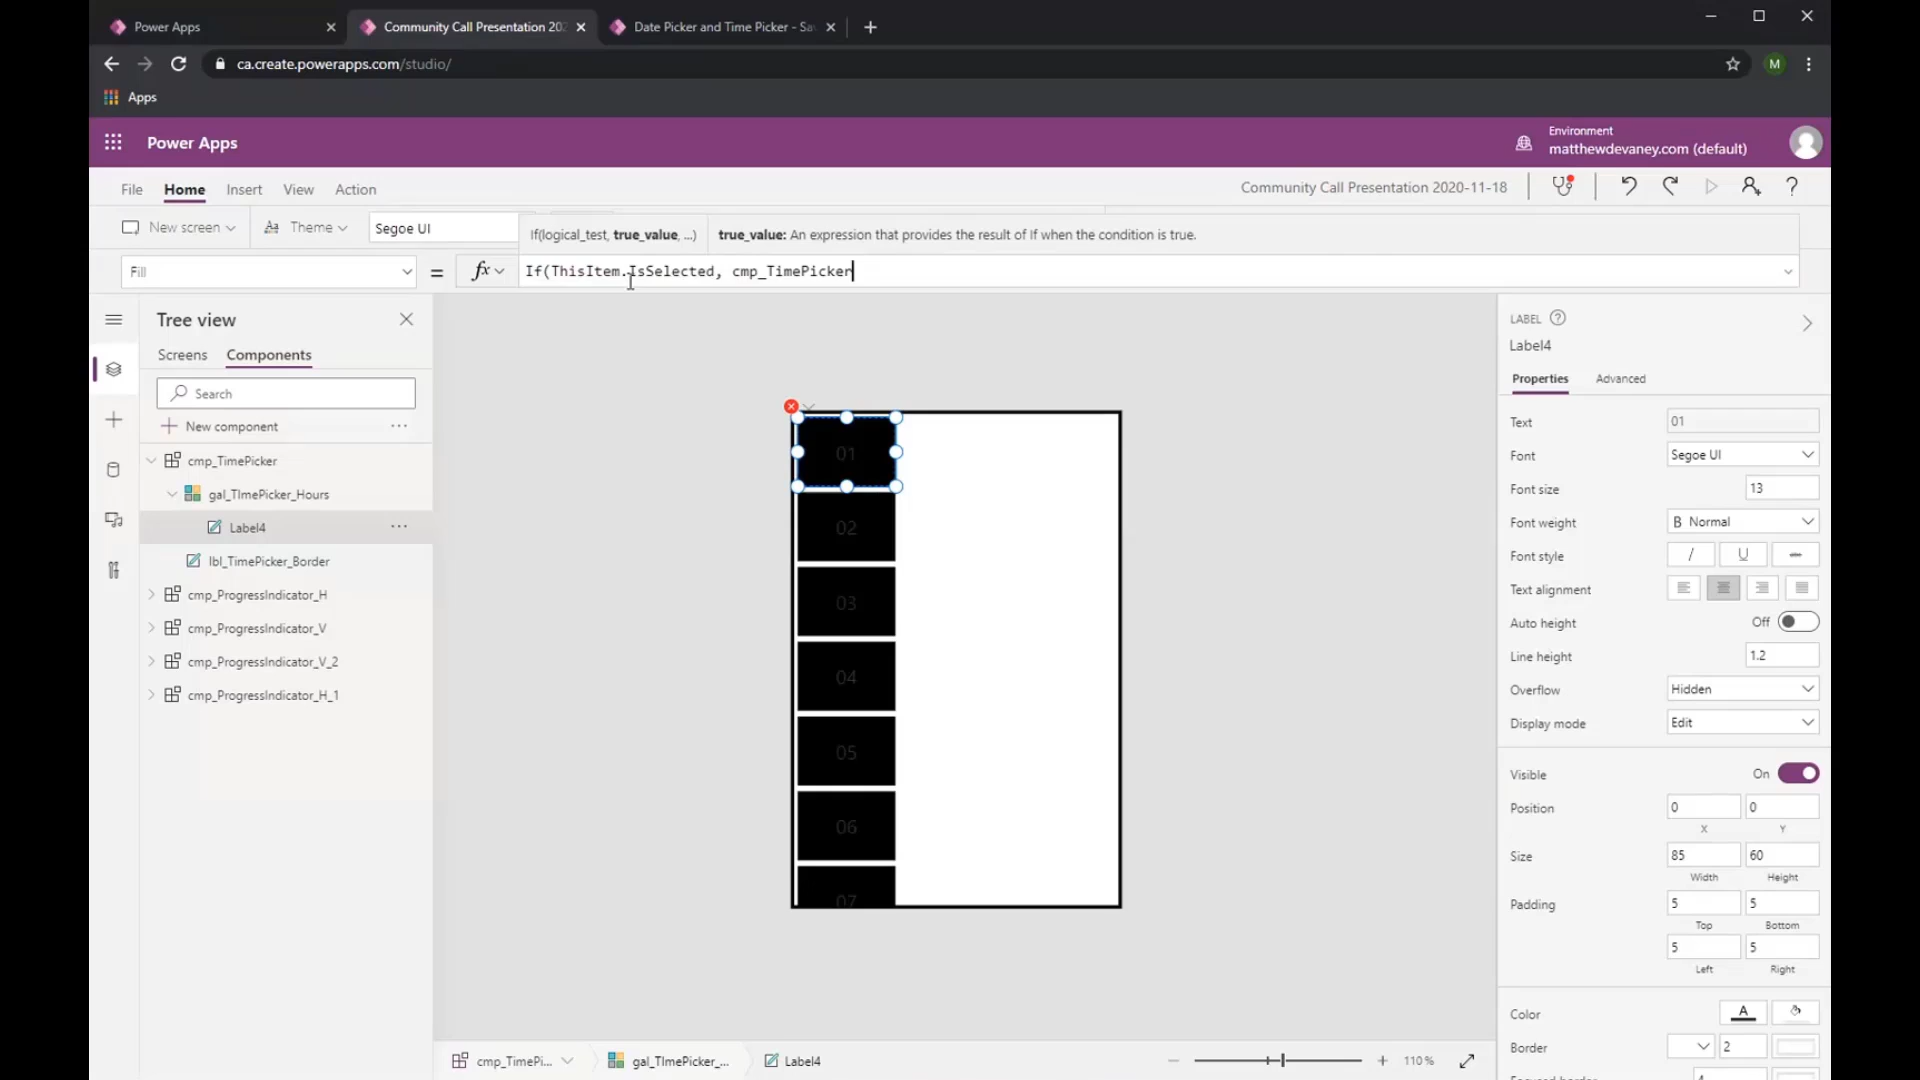 Power Apps
Community Call Presentation 202
Date Picker and Time Picker - Sa
ca.create.powerapps.com/studio/
M
Apps
Power Apps
Environment
matthewdevaney.com (default)
File Home Insert View Action
Community Call Presentation 2020-11-18
New screen
Theme
Segoe UI
If(logical_test, true_value, ...)
true_value: An expression that provides the result of If when the condition is true.
Fill
=
fx
If(ThisItem.IsSelected, cmp_TimePicker
Tree view
Screens
Components
Search
New component
cmp_TimePicker
gal_TImePicker_Hours
Label4
lbl_TimePicker_Border
cmp_ProgressIndicator_H
cmp_ProgressIndicator_V
cmp_ProgressIndicator_V_2
cmp_ProgressIndicator_H_1
01
02
03
04
05
06
07
LABEL
Label4
Properties
Advanced
Text 01
Font Segoe UI
Font size 13
Font weight B Normal
Font style / U
Text alignment
Auto height Off
Line height 1.2
Overflow Hidden
Display mode Edit
Visible On
Position 0 0
X Y
Size 85 60
Width Height
Padding 5 5
Top Bottom
5 5
Left Right
Color A
Border 2
cmp_TimePi...
gal_TImePicker_...
Label4
110 %